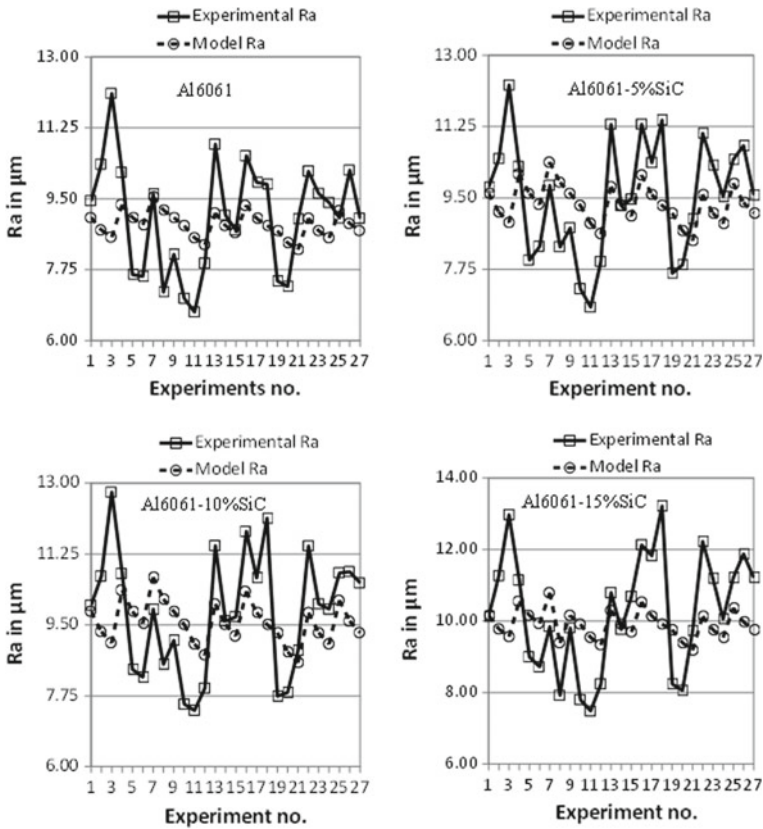 Experimental Ra
Model Ra
13.00
11.25
9.50
7.75
6.00
Ra in µm
Al6061
1 3 5 7 9 11 13 15 17 19 21 23 25 27
Experiments no.
Experimental Ra
Model Ra
13.00
11.25
9.50
7.75
6.00
Ra in µm
Al6061-5%SiC
1 3 5 7 9 11 13 15 17 19 21 23 25 27
Experiment no.
Experimental Ra
Model Ra
13.00
11.25
9.50
7.75
6.00
Ra in µm
Al6061-10%SiC
1 3 5 7 9 11 13 15 17 19 21 23 25 27
Experiment no.
Experimental Ra
Model Ra
14.00
12.00
10.00
8.00
6.00
Ra in µm
Al6061-15%SiC
1 3 5 7 9 11 13 15 17 19 21 23 25 27
Experiment no.